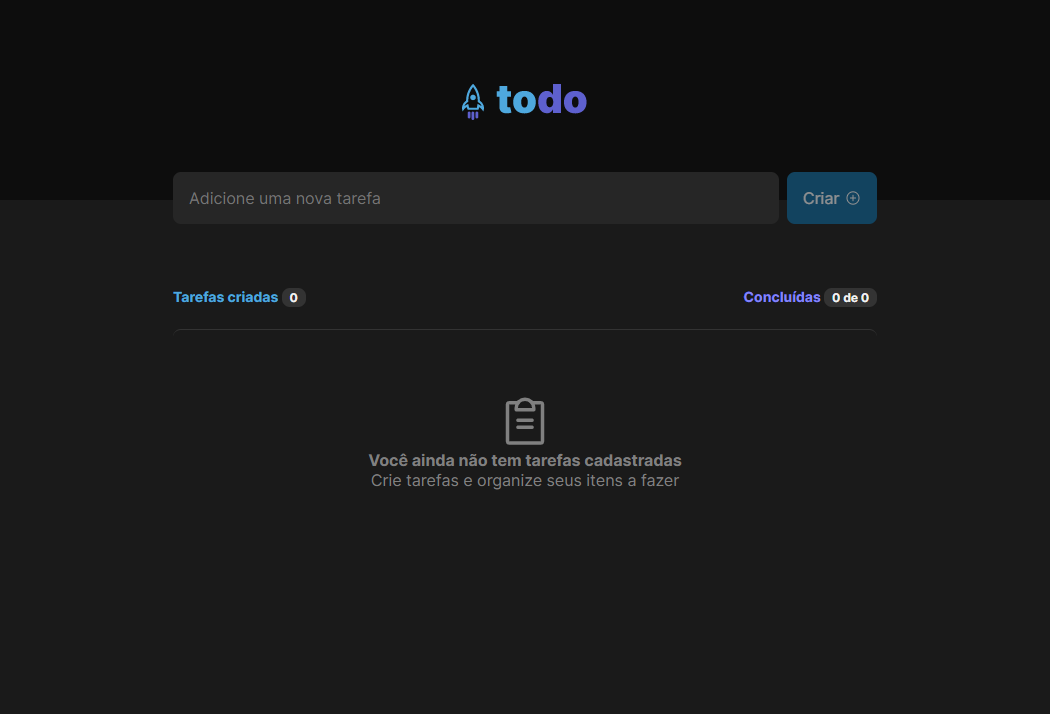 todo
Adicione uma nova tarefa
Criar
Tarefas criadas 0
Concluídas 0 de 0
Você ainda não tem tarefas cadastradas
Crie tarefas e organize seus itens a fazer